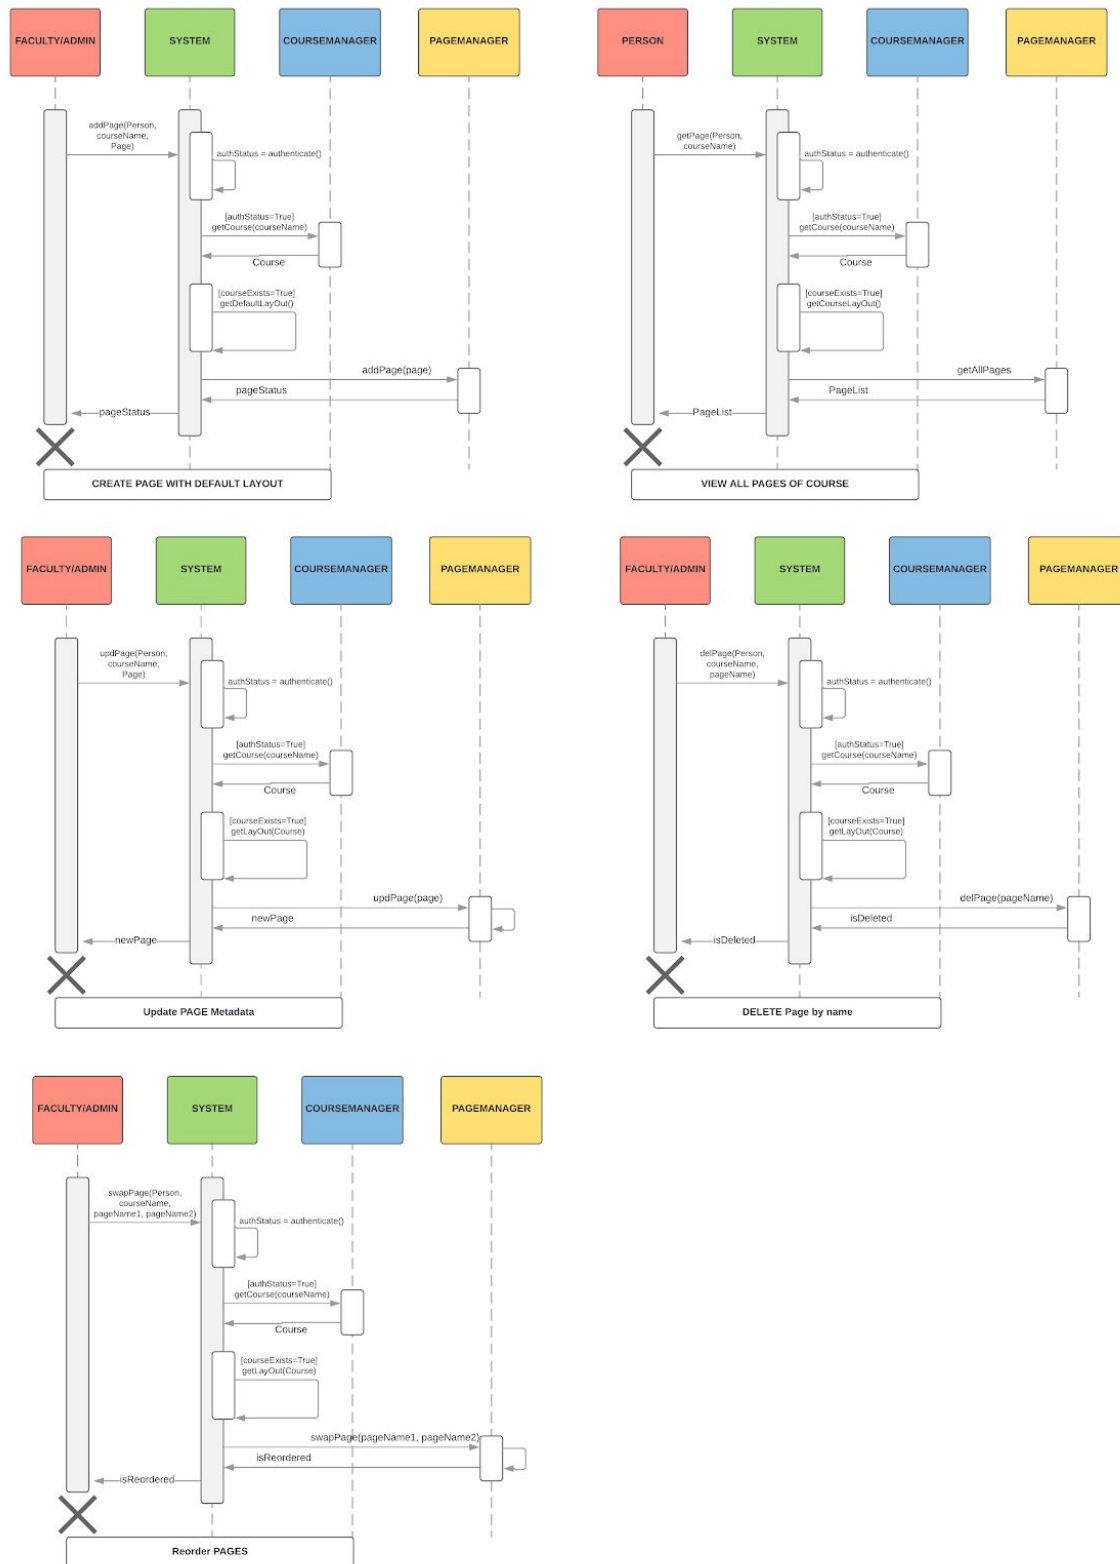 FACULTY/ADMIN
SYSTEM
COURSEMANAGER
PAGEMANAGER
addPage(Person,
courseName,
Page)
authStatus = authenticate()
[authStatus=True]
getCourse(courseName)
Course
[courseExists=True]
getDefaultLayOut()
addPage(page)
pageStatus
pageStatus
CREATE PAGE WITH DEFAULT LAYOUT
PERSON
SYSTEM
COURSEMANAGER
PAGEMANAGER
getPage(Person,
courseName)
authStatus = authenticate()
[authStatus=True]
getCourse(courseName)
Course
[courseExists=True]
getCourseLayOut()
getAllPages
PageList
PageList
VIEW ALL PAGES OF COURSE
FACULTY/ADMIN
SYSTEM
COURSEMANAGER
PAGEMANAGER
updPage(Person,
courseName,
Page)
authStatus = authenticate()
[authStatus=True]
getCourse(courseName)
Course
[courseExists=True]
getLayOut(Course)
updPage(page)
newPage
newPage
Update PAGE Metadata
FACULTY/ADMIN
SYSTEM
COURSEMANAGER
PAGEMANAGER
delPage(Person,
courseName,
pageName)
authStatus = authenticate()
[authStatus=True]
getCourse(courseName)
Course
[courseExists=True]
getLayOut(Course)
delPage(pageName)
isDeleted
isDeleted
DELETE Page by name
FACULTY/ADMIN
SYSTEM
COURSEMANAGER
PAGEMANAGER
swapPage(Person,
courseName,
pageName1, pageName2)
authStatus = authenticate()
[authStatus=True]
getCourse(courseName)
Course
[courseExists=True]
getLayOut(Course)
swapPage(pageName1, pageName2)
isReordered
isReordered
Reorder PAGES